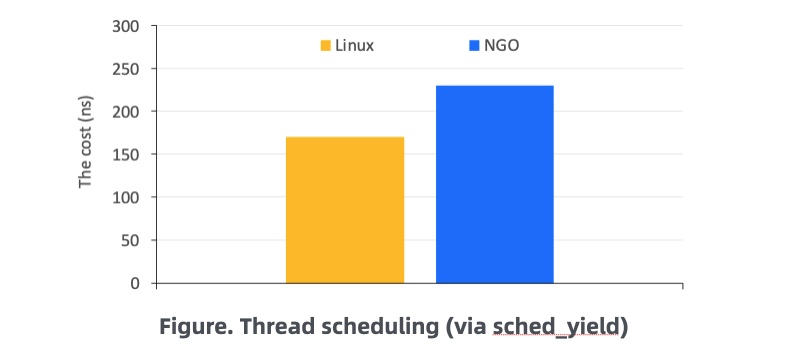 300
Linux NGO
250
200
The cost (ns)
150
100
50
0
Figure. Thread scheduling (via sched_yield)